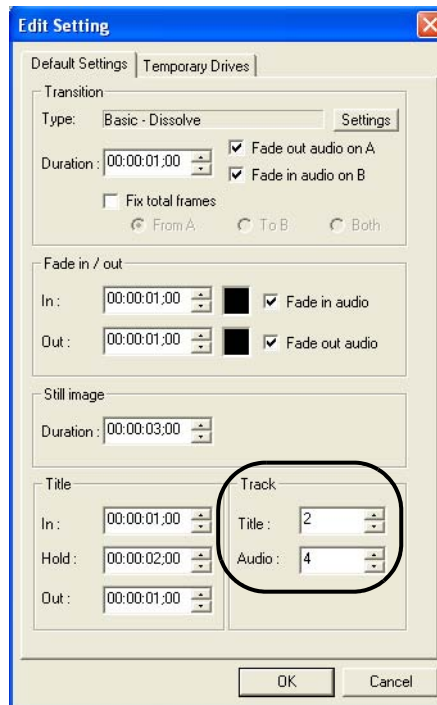 Edit Setting
Default Settings
Temporary Drives
Transition
Type: Basic - Dissolve Settings
Duration : 00:00:01;00 Fade out audio on A
Fade in audio on B
Fix total frames
From A To B Both
Fade in / out
In : 00:00:01;00 Fade in audio
Out : 00:00:01;00 Fade out audio
Still image
Duration : 00:00:03;00
Title
In : 00:00:01;00
Hold : 00:00:02;00
Out : 00:00:01;00
Track
Title : 2
Audio : 4
OK Cancel